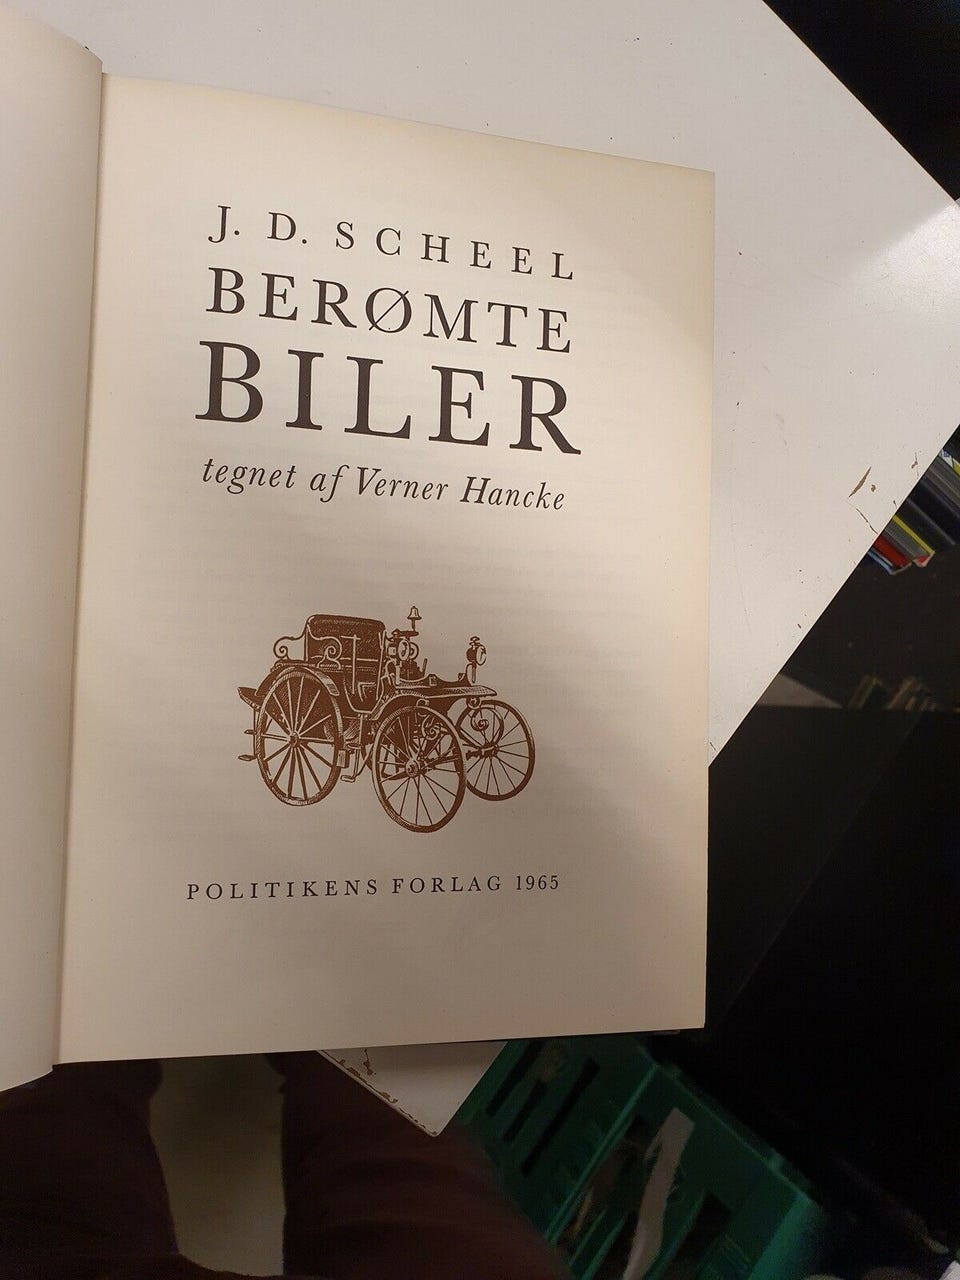 J. D. SCHEEL
BERØMTE
BILER
tegnet af Verner Hancke
POLITIKENS FORLAG 1965